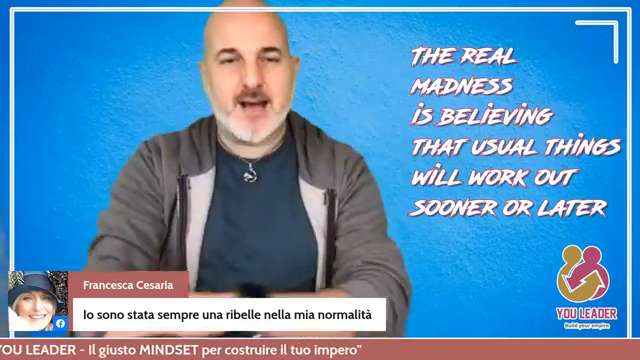 THE REAL
MADNESS
IS BELIEVING
THAT USUAL THINGS
WILL WORK OUT
SOONER OR LATER
YOU LEADER
Build your empire
Francesca Cesaria
Io sono stata sempre una ribelle nella mia normalità
YOU LEADER - Il giusto MINDSET per costruire il tuo impero"